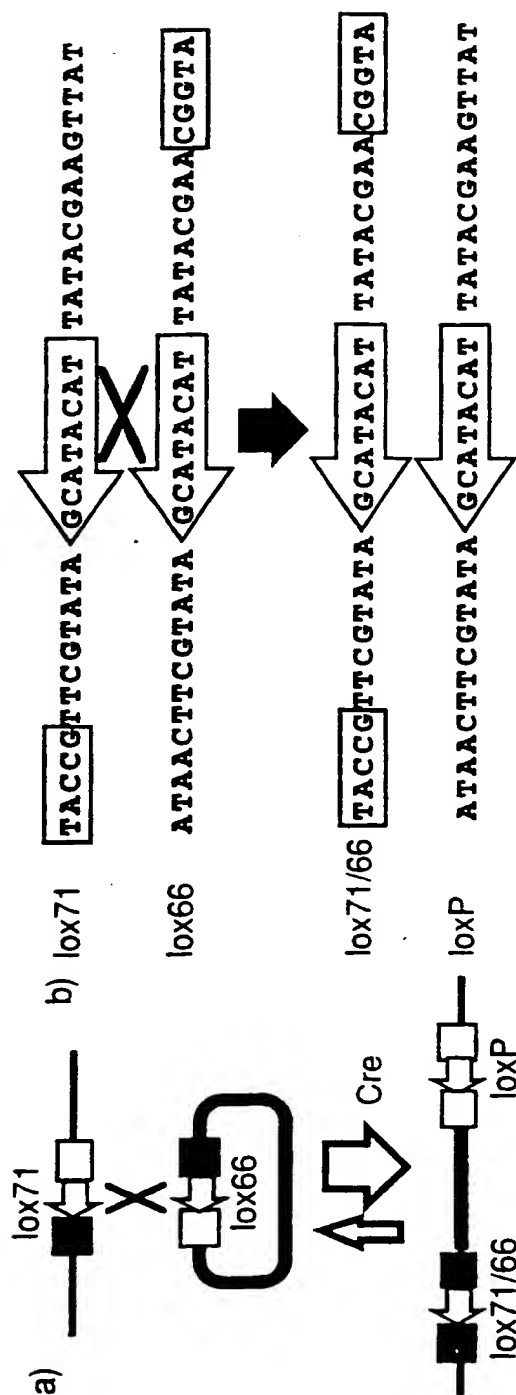 a)
lox71
lox66
Cre
lox71/66
loxP
b)
lox71 TACCGTTCGTATA GCATACAT TATACGAAGTTAT
lox66 ATAACTTCGTATA GCATACAT TATACGAACGGTA
lox71/66 TACCGTTCGTATA GCATACAT TATACGAACGGTA
loxP ATAACTTCGTATA GCATACAT TATACGAAGTTAT